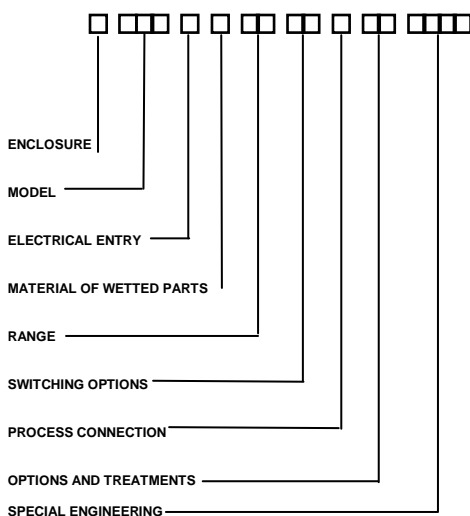 ENCLOSURE
MODEL
ELECTRICAL ENTRY
MATERIAL OF WETTED PARTS
RANGE
SWITCHING OPTIONS
PROCESS CONNECTION
OPTIONS AND TREATMENTS
SPECIAL ENGINEERING